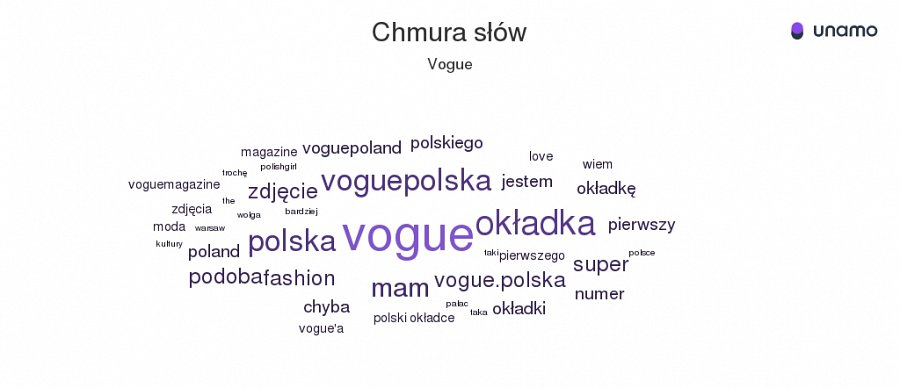 Chmura słów
unamo
Vogue
voguepoland polskiego
magazine
love
wiem
polishgirl
trochę
voguemagazine
zdjęcie
voguepolska
jestem
okładkę
the
zdjęcia
wołga
bardziej
moda
warsaw
vogue
okładka
pierwszy
kultury
poland
polska
taki
pierwszego
polsce
super
podoba
fashion
mam
vogue.polska
numer
chyba
pałac
taka
okładki
polski okładce
vogue'a